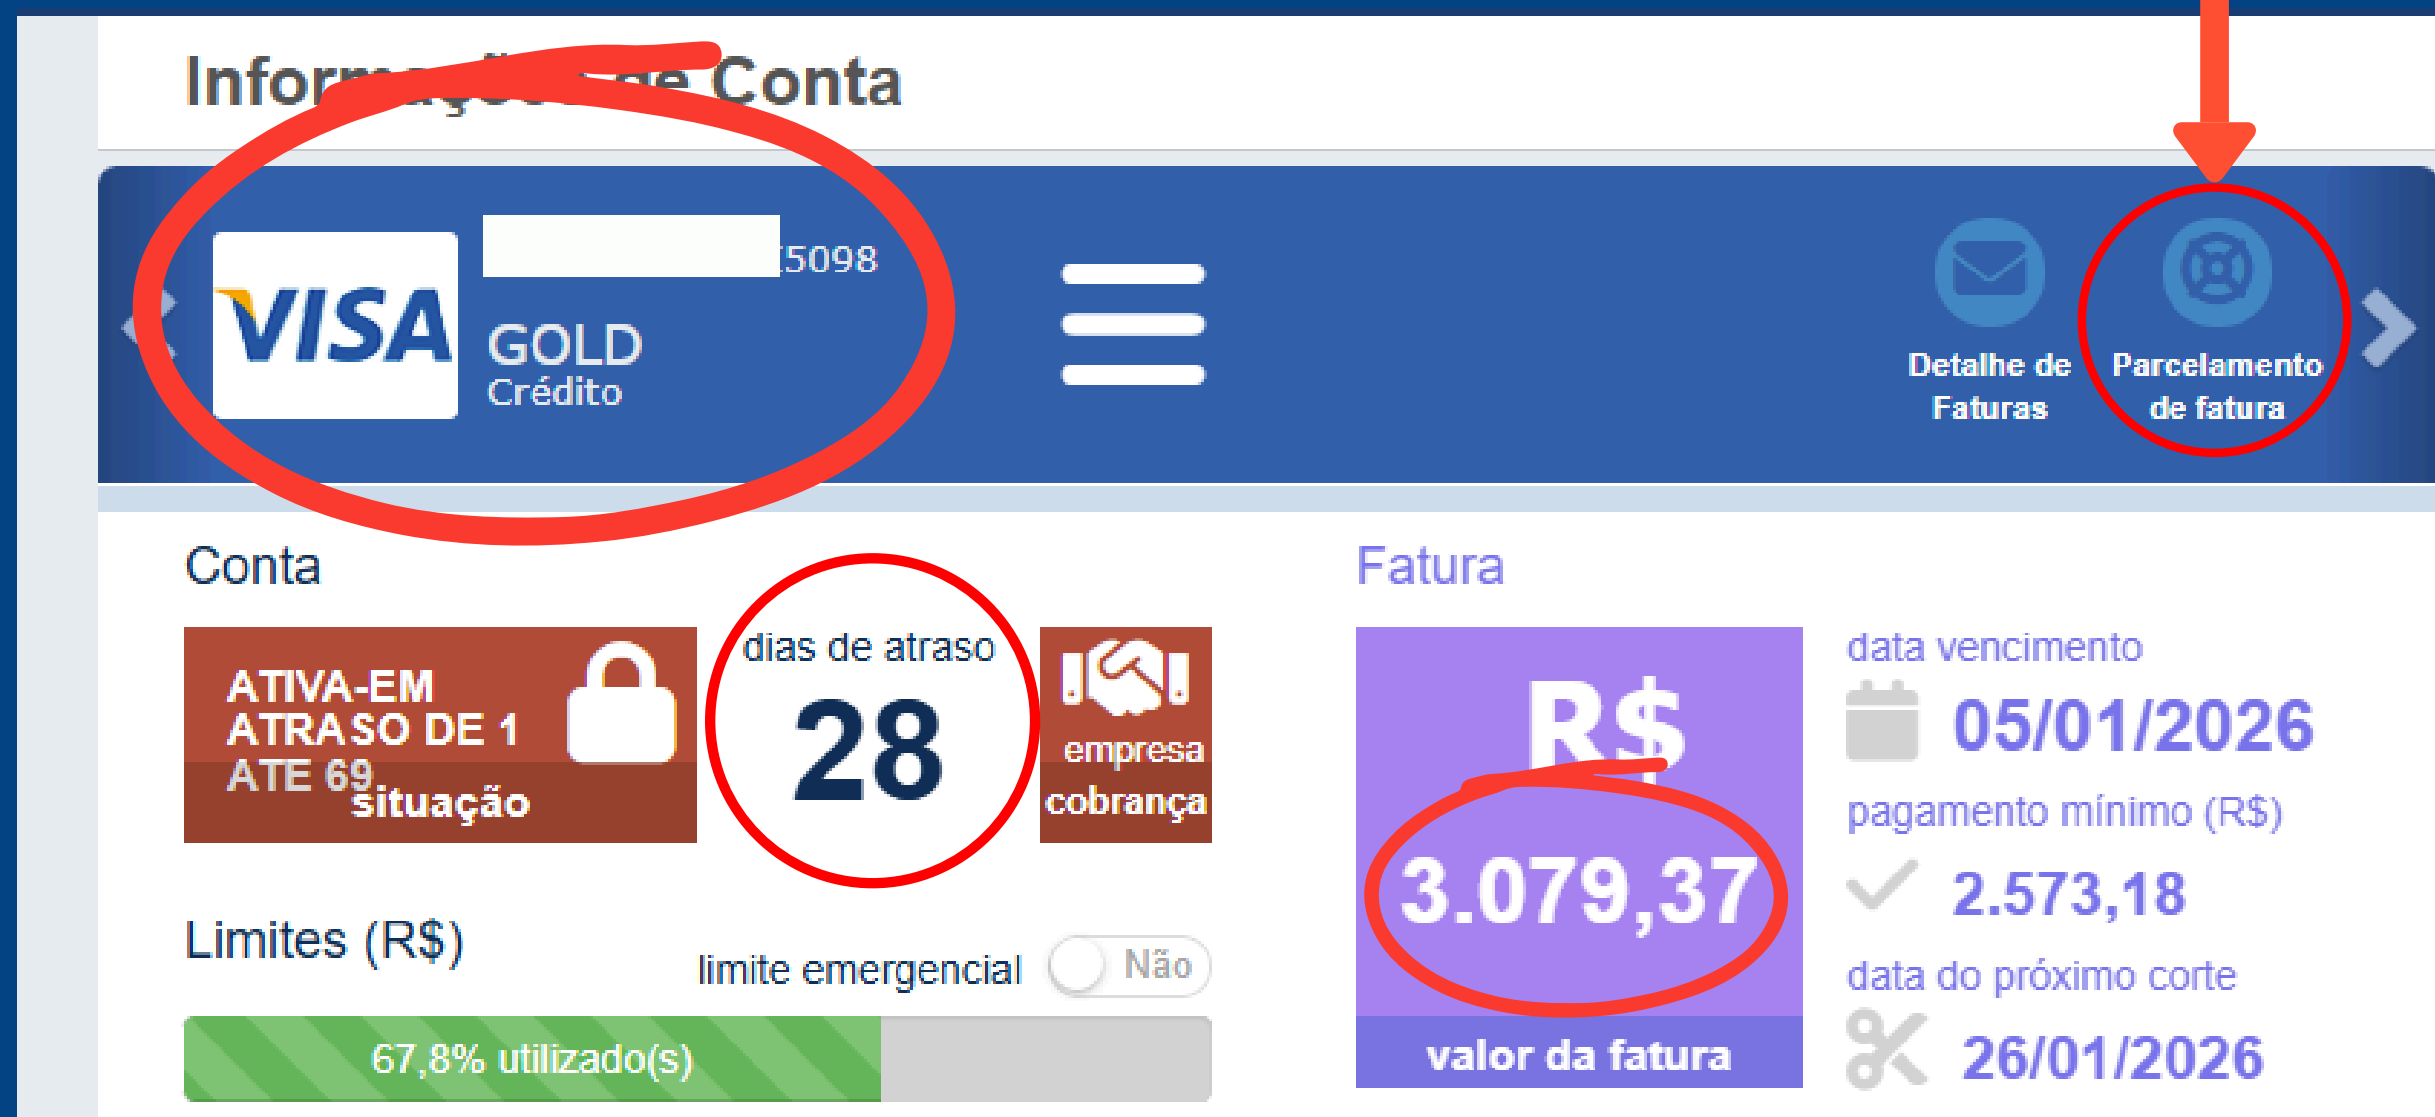 Informações de Conta
5098
VISA
GOLD
Crédito
Detalhe de
Faturas
Parcelamento
de fatura
Conta
ATIVA-EM
ATRASO DE 1
ATE 69
situação
dias de atraso
28
empresa
cobrança
Limites (R$)
limite emergencial
Não
67,8% utilizado(s)
Fatura
R$
3.079,37
valor da fatura
data vencimento
05/01/2026
pagamento mínimo (R$)
2.573,18
data do próximo corte
26/01/2026